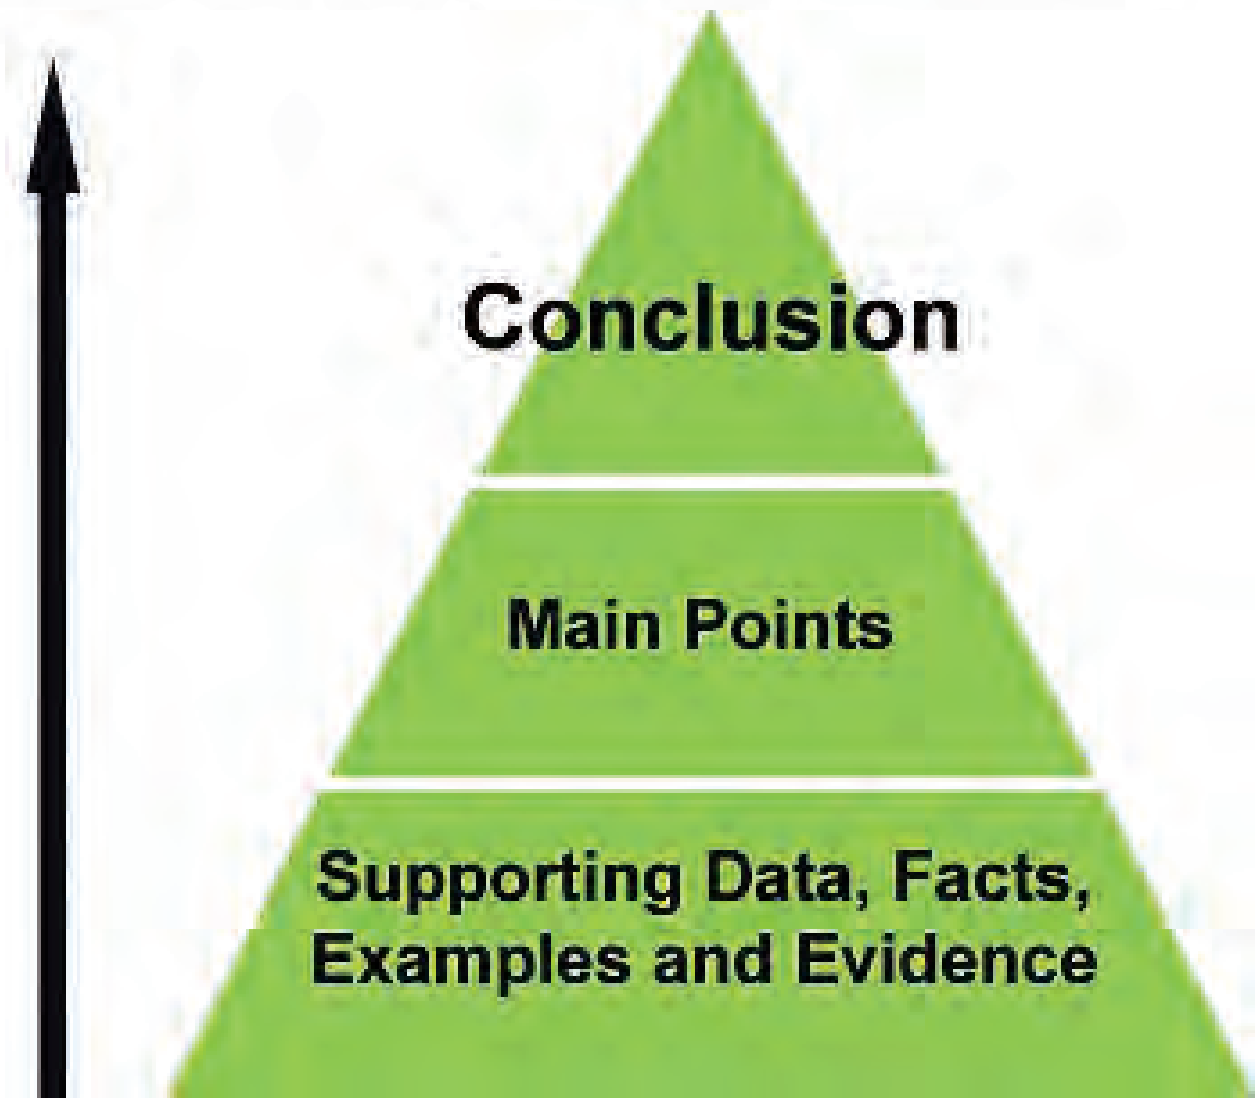 Conclusion
Main Points
Supporting Data, Facts,
Examples and Evidence